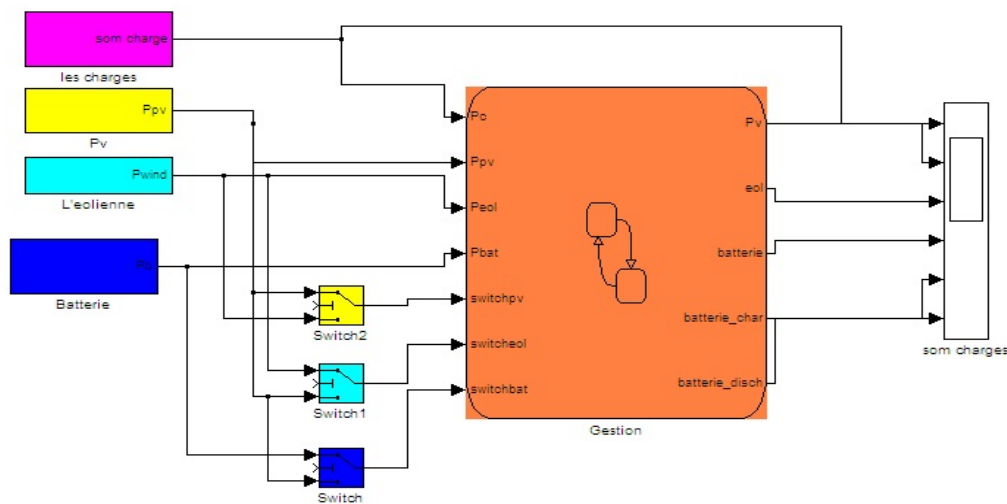 som charge
les charges
Ppv
Pv
Pwind
L'eolienne
Pb
Batterie
Switch2
Switch1
Switch
Pc
Ppv
Peol
Pbat
switchpv
switcheol
switchbat
Pv
eol
batterie
batterie_char
batterie_disch
Gestion
som charges